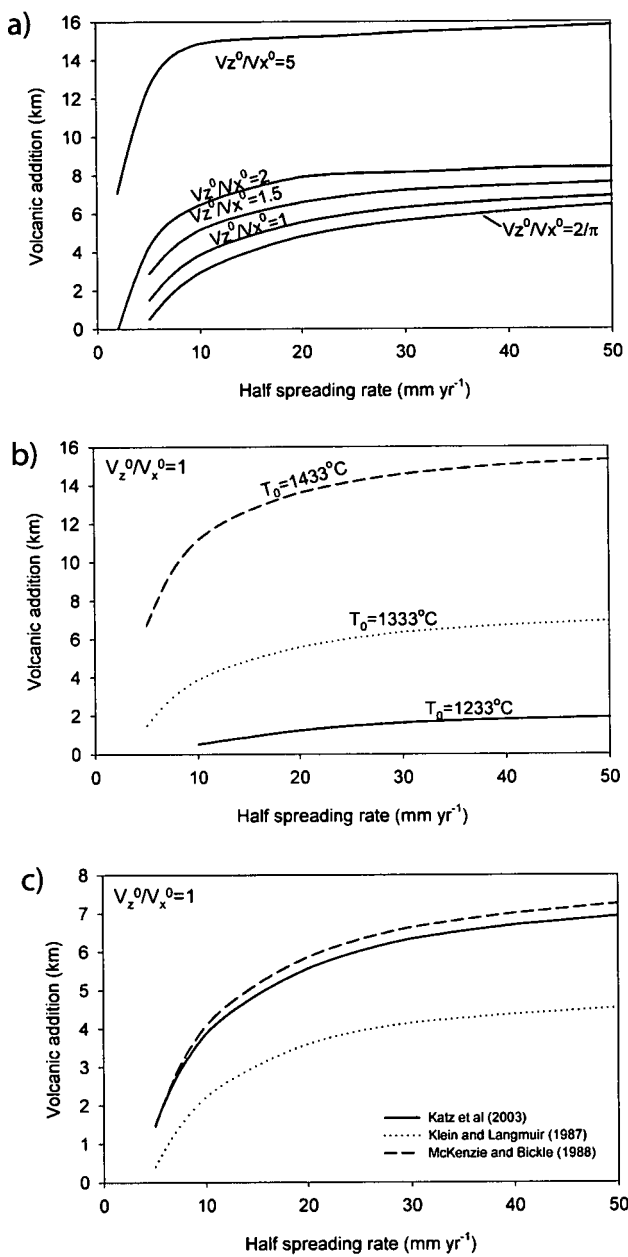 a)
16
14
12
10
8
6
4
2
0
Volcanic addition (km)
Vz⁰/Vx⁰=5
Vz⁰/Vx⁰=2
Vz⁰/Vx⁰=1.5
Vz⁰/Vx⁰=1
Vz⁰/Vx⁰=2/π
0 10 20 30 40 50
Half spreading rate (mm yr⁻¹)
b)
16
14
12
10
8
6
4
2
0
Volcanic addition (km)
V_z⁰/V_x⁰=1
T₀=1433°C
T₀=1333°C
T₀=1233°C
0 10 20 30 40 50
Half spreading rate (mm yr⁻¹)
c)
8
7
6
5
4
3
2
1
0
Volcanic addition (km)
V_z⁰/V_x⁰=1
Katz et al (2003)
Klein and Langmuir (1987)
McKenzie and Bickle (1988)
0 10 20 30 40 50
Half spreading rate (mm yr⁻¹)